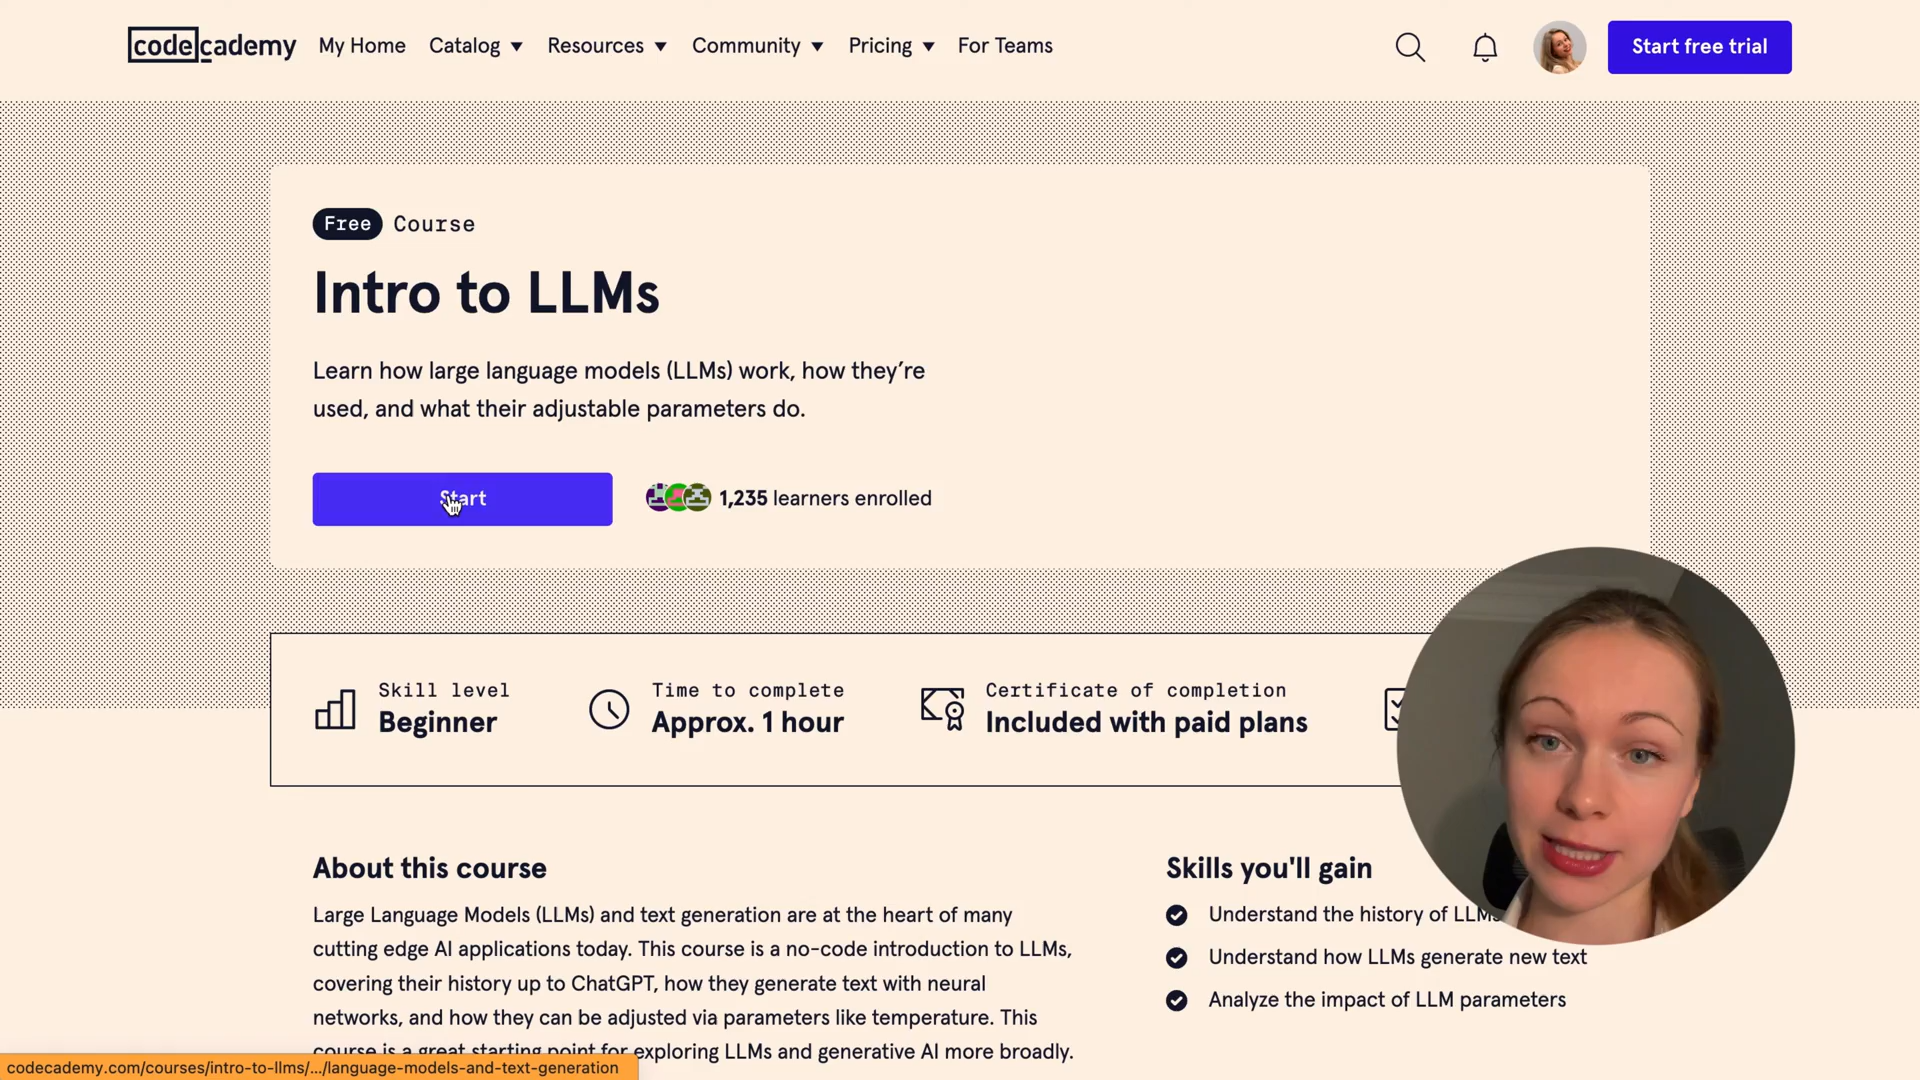 codecademy My Home Catalog Resources Community Pricing For Teams Start free trial
Free Course
Intro to LLMs
Learn how large language models (LLMs) work, how they’re
used, and what their adjustable parameters do.
Start 1,235 learners enrolled
Skill level Time to complete Certificate of completion
Beginner Approx. 1 hour Included with paid plans
About this course
Large Language Models (LLMs) and text generation are at the heart of many
cutting edge AI applications today. This course is a no-code introduction to LLMs,
covering their history up to ChatGPT, how they generate text with neural
networks, and how they can be adjusted via parameters like temperature. This
course is a great starting point for exploring LLMs and generative AI more broadly.
Skills you'll gain
Understand the history of LLMs
Understand how LLMs generate new text
Analyze the impact of LLM parameters
codecademy.com/courses/intro-to-llms/.../language-models-and-text-generation